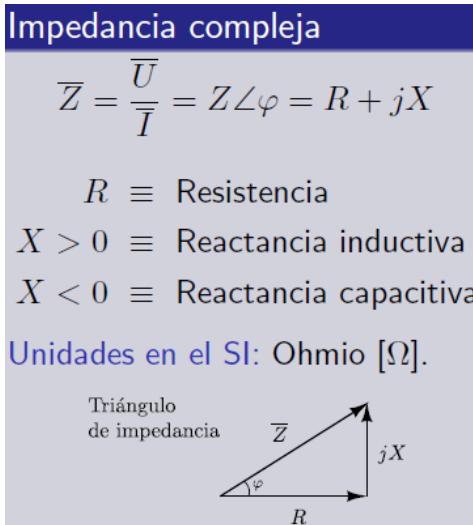 Impedancia compleja
Z̅ = U̅ / I̅ = Z∠φ = R + jX
R ≡ Resistencia
X > 0 ≡ Reactancia inductiva
X < 0 ≡ Reactancia capacitiva
Unidades en el SI: Ohmio [Ω].
Triángulo
de impedancia
Z̅
jX
φ
R